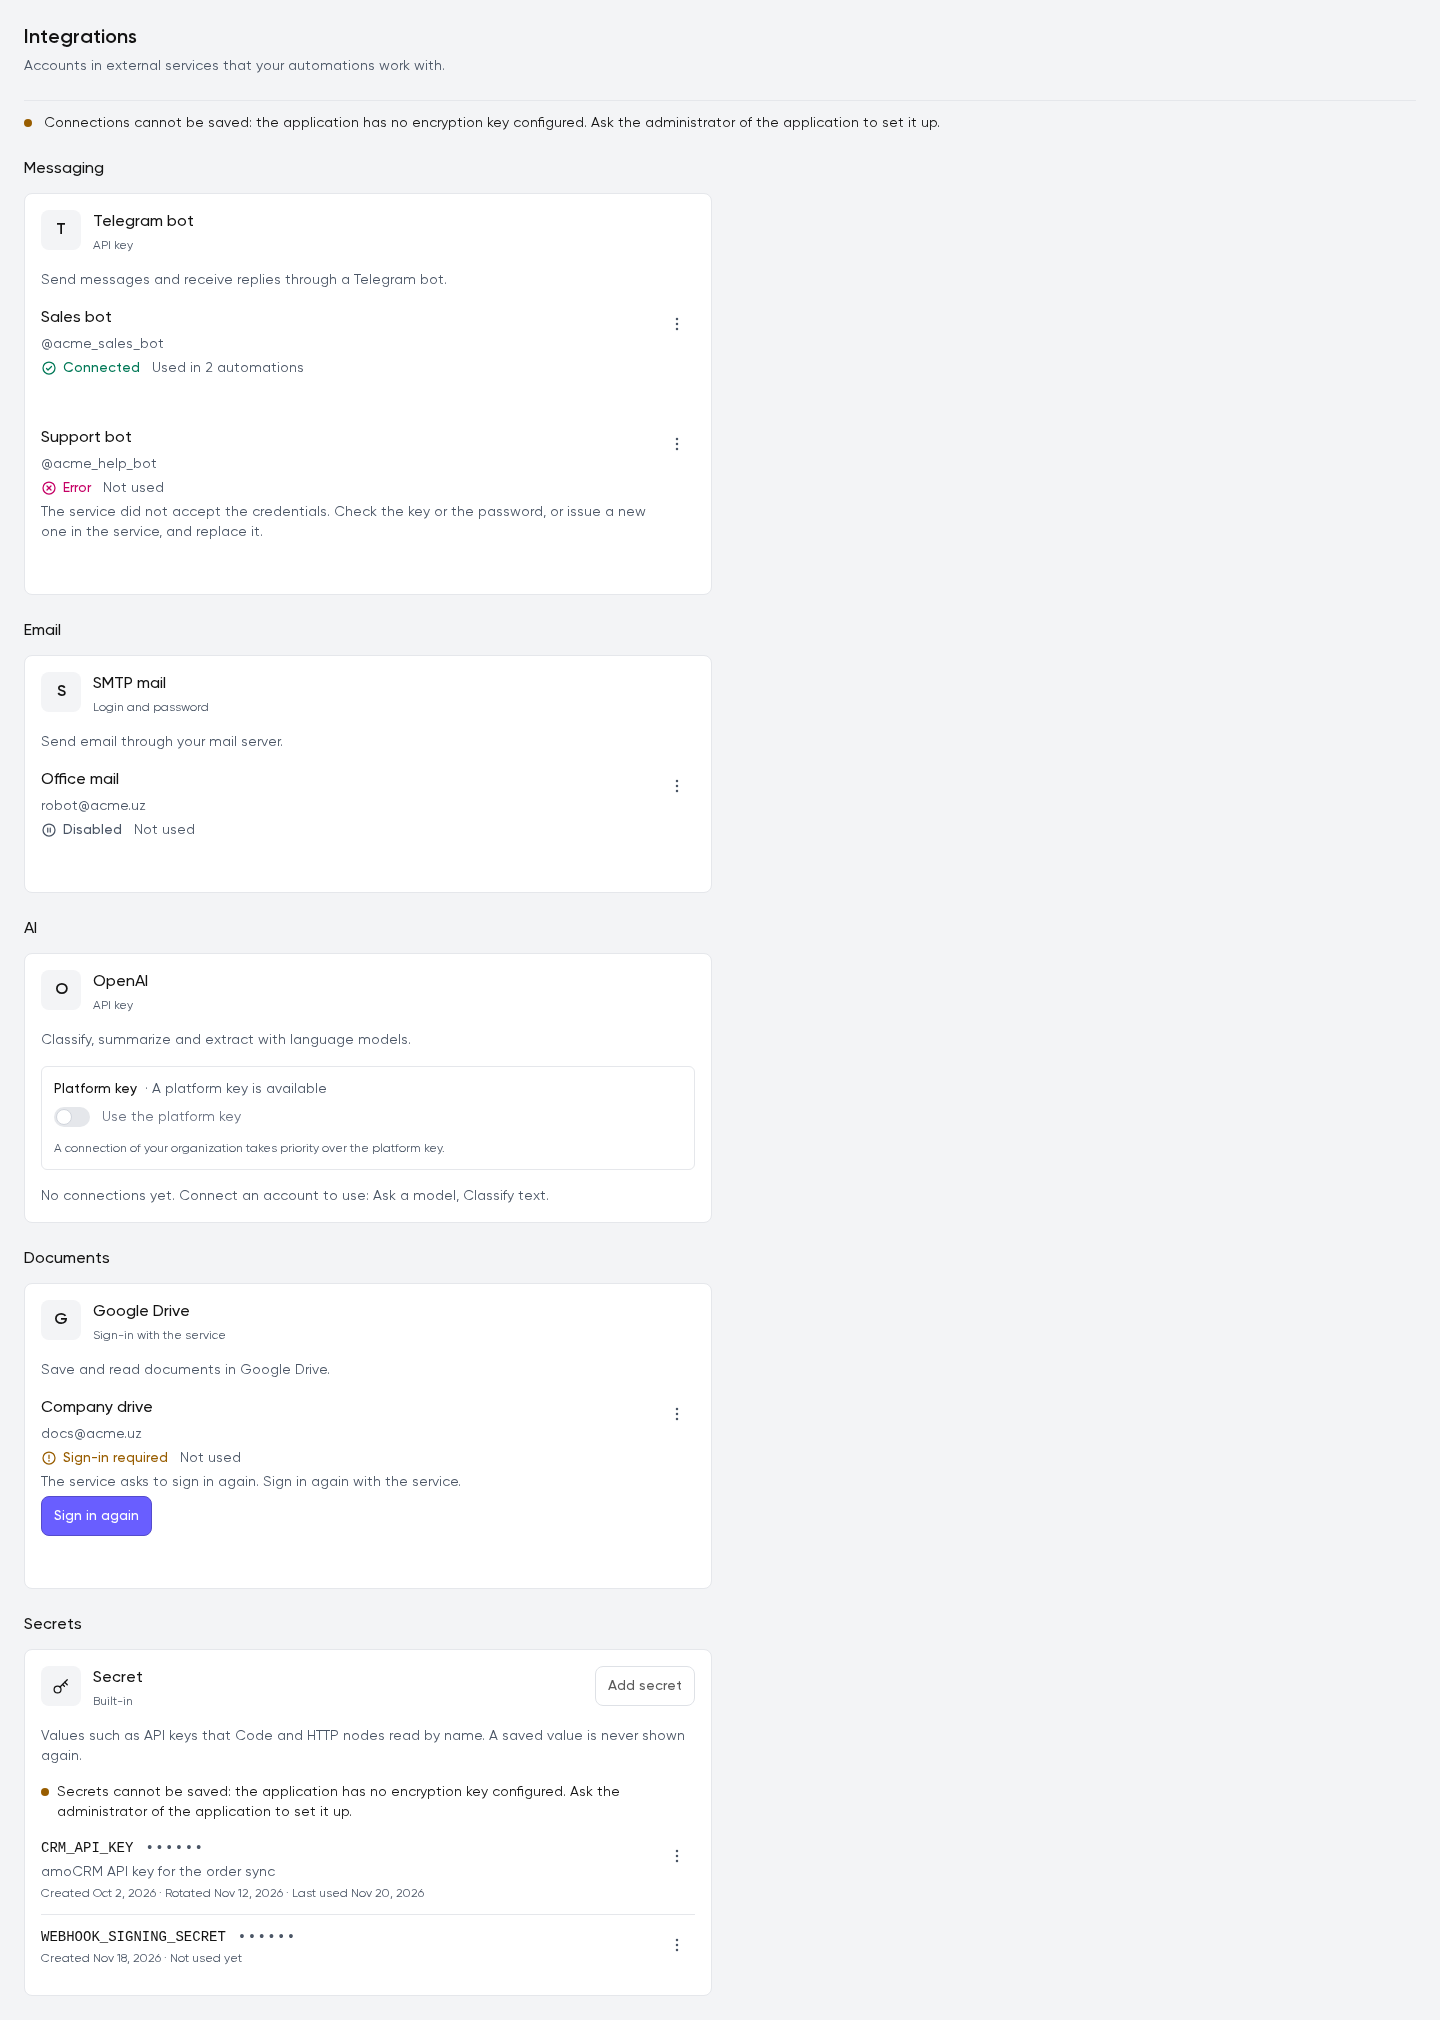 Integrations
Accounts in external services that your automations work with.
Connections cannot be saved: the application has no encryption key configured. Ask the administrator of the application to set it up.
Messaging
T
Telegram bot
API key
Send messages and receive replies through a Telegram bot.
Sales bot
@acme_sales_bot
Connected Used in 2 automations
Support bot
@acme_help_bot
Error Not used
The service did not accept the credentials. Check the key or the password, or issue a new
one in the service, and replace it.
Email
S
SMTP mail
Login and password
Send email through your mail server.
Office mail
robot@acme.uz
Disabled Not used
AI
O
OpenAI
API key
Classify, summarize and extract with language models.
Platform key · A platform key is available
Use the platform key
A connection of your organization takes priority over the platform key.
No connections yet. Connect an account to use: Ask a model, Classify text.
Documents
G
Google Drive
Sign-in with the service
Save and read documents in Google Drive.
Company drive
docs@acme.uz
Sign-in required Not used
The service asks to sign in again. Sign in again with the service.
Sign in again
Secrets
Secret
Built-in
Add secret
Values such as API keys that Code and HTTP nodes read by name. A saved value is never shown
again.
Secrets cannot be saved: the application has no encryption key configured. Ask the
administrator of the application to set it up.
CRM_API_KEY ••••••
amoCRM API key for the order sync
Created Oct 2, 2026 · Rotated Nov 12, 2026 · Last used Nov 20, 2026
WEBHOOK_SIGNING_SECRET ••••••
Created Nov 18, 2026 · Not used yet